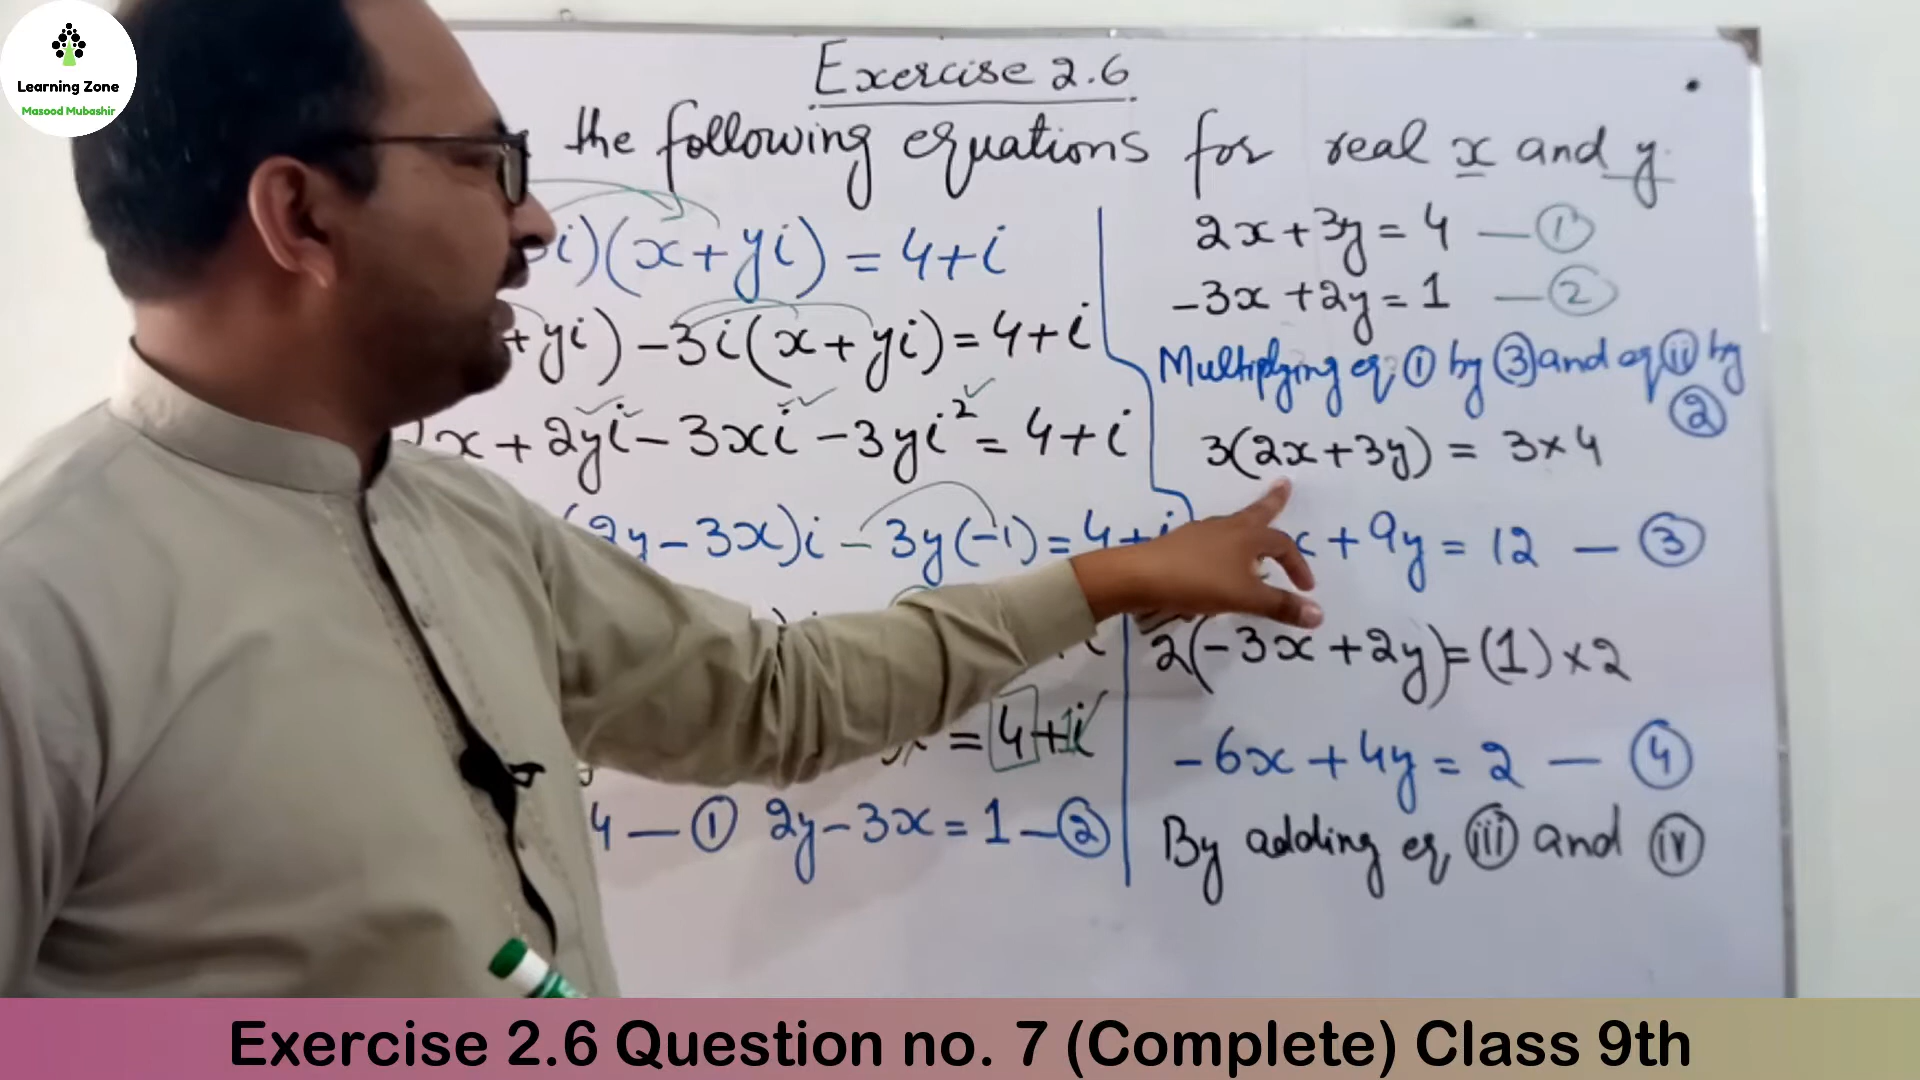 Learning Zone
Masood Mubashir
Exercise 2.6
the following equations for real x and y
i)(x+yi) = 4+i
+yi) -3i(x+yi)=4+i
x + 2yi - 3xi - 3yi² = 4+i
(2y-3x)i - 3y(-1)=4+i
= 4+1i
4 — ① 2y-3x=1 — ②
2x+3y=4 — ①
-3x+2y=1 — ②
Multiplying eq ① by ③ and eq ⅱ by
②
3(2x+3y) = 3×4
x+9y=12 — ③
2(-3x+2y)=(1)×2
-6x+4y=2 — ④
By adding eq ⅲ and ⅳ
Exercise 2.6 Question no. 7 (Complete) Class 9th